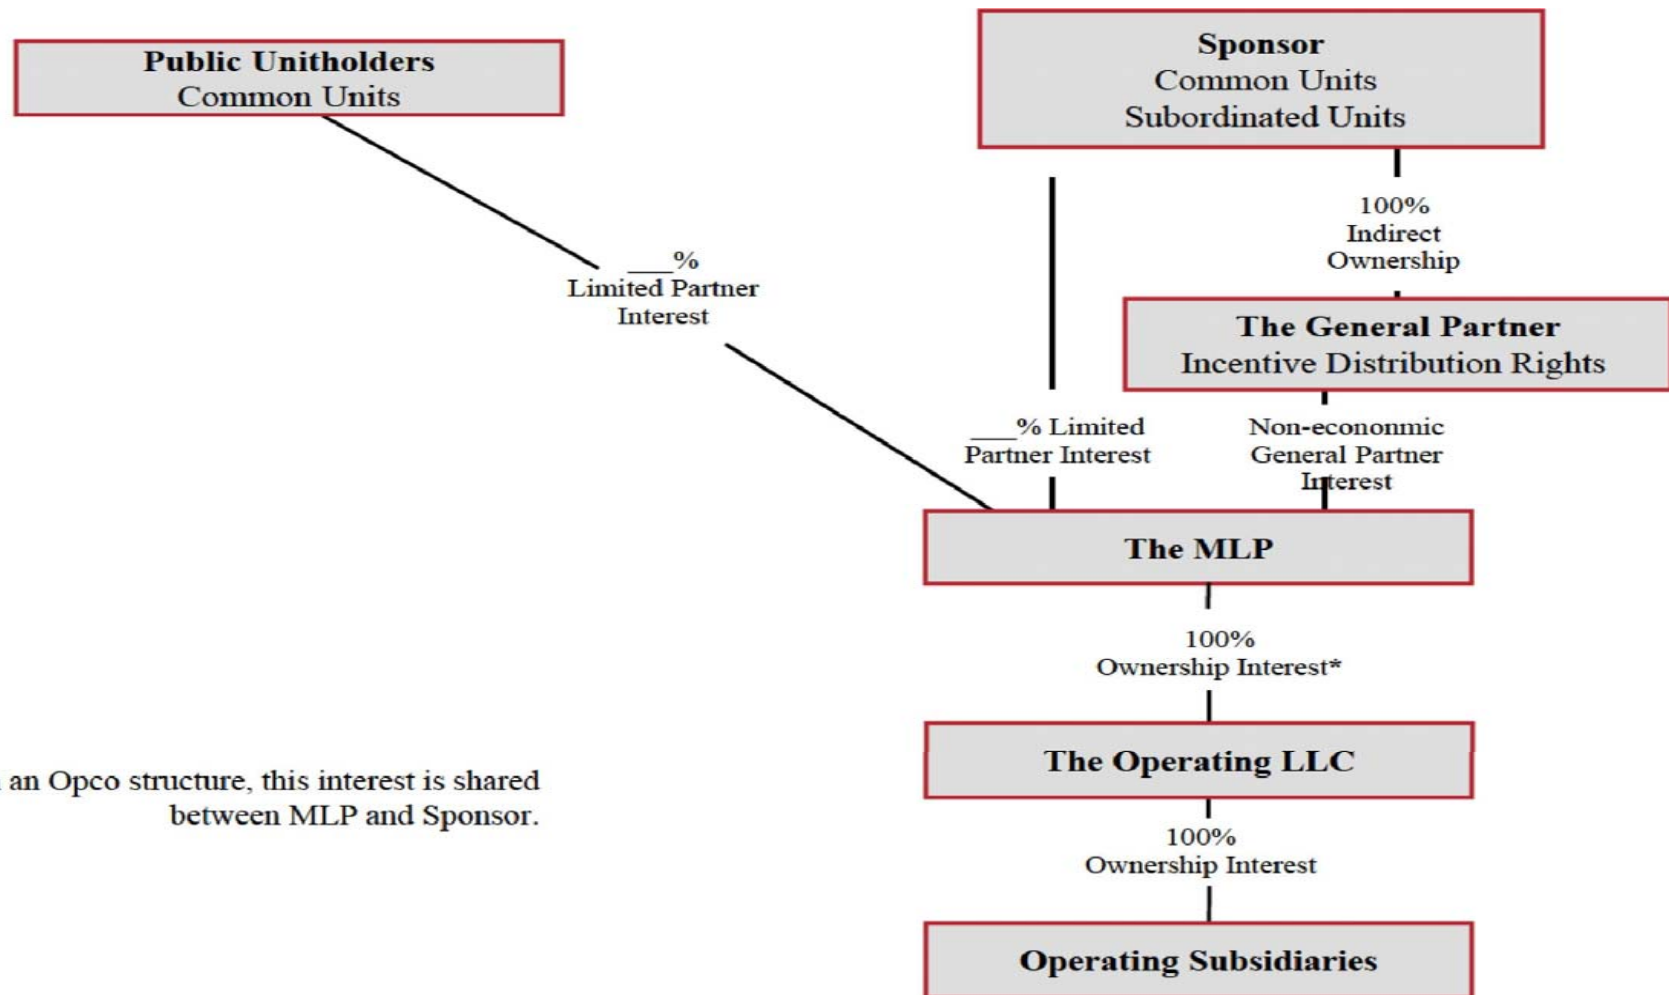 Public Unitholders
Common Units
Sponsor
Common Units
Subordinated Units
100%
Indirect
Ownership
___%
Limited Partner
Interest
The General Partner
Incentive Distribution Rights
___% Limited
Partner Interest
Non-econonmic
General Partner
Interest
The MLP
100%
Ownership Interest*
The Operating LLC
an Opco structure, this interest is shared
between MLP and Sponsor.
100%
Ownership Interest
Operating Subsidiaries